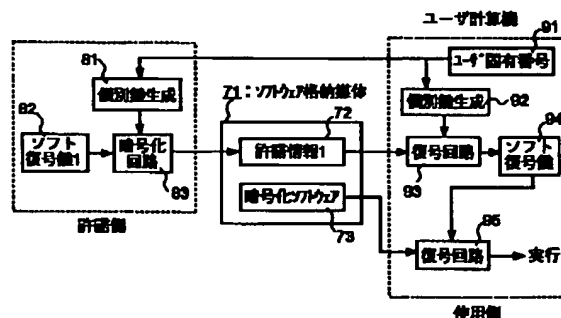 ユーザ計算機
91
ユーザ固有番号
81
個別鍵生成
個別鍵生成
92
82
ソフト
復号鍵1
暗号化
回路
83
71:ソフトウェア格納媒体
72
許諾情報1
復号回路
93
94
ソフト
復号鍵
暗号化ソフトウェア
73
95
復号回路
実行
許諾側
使用側